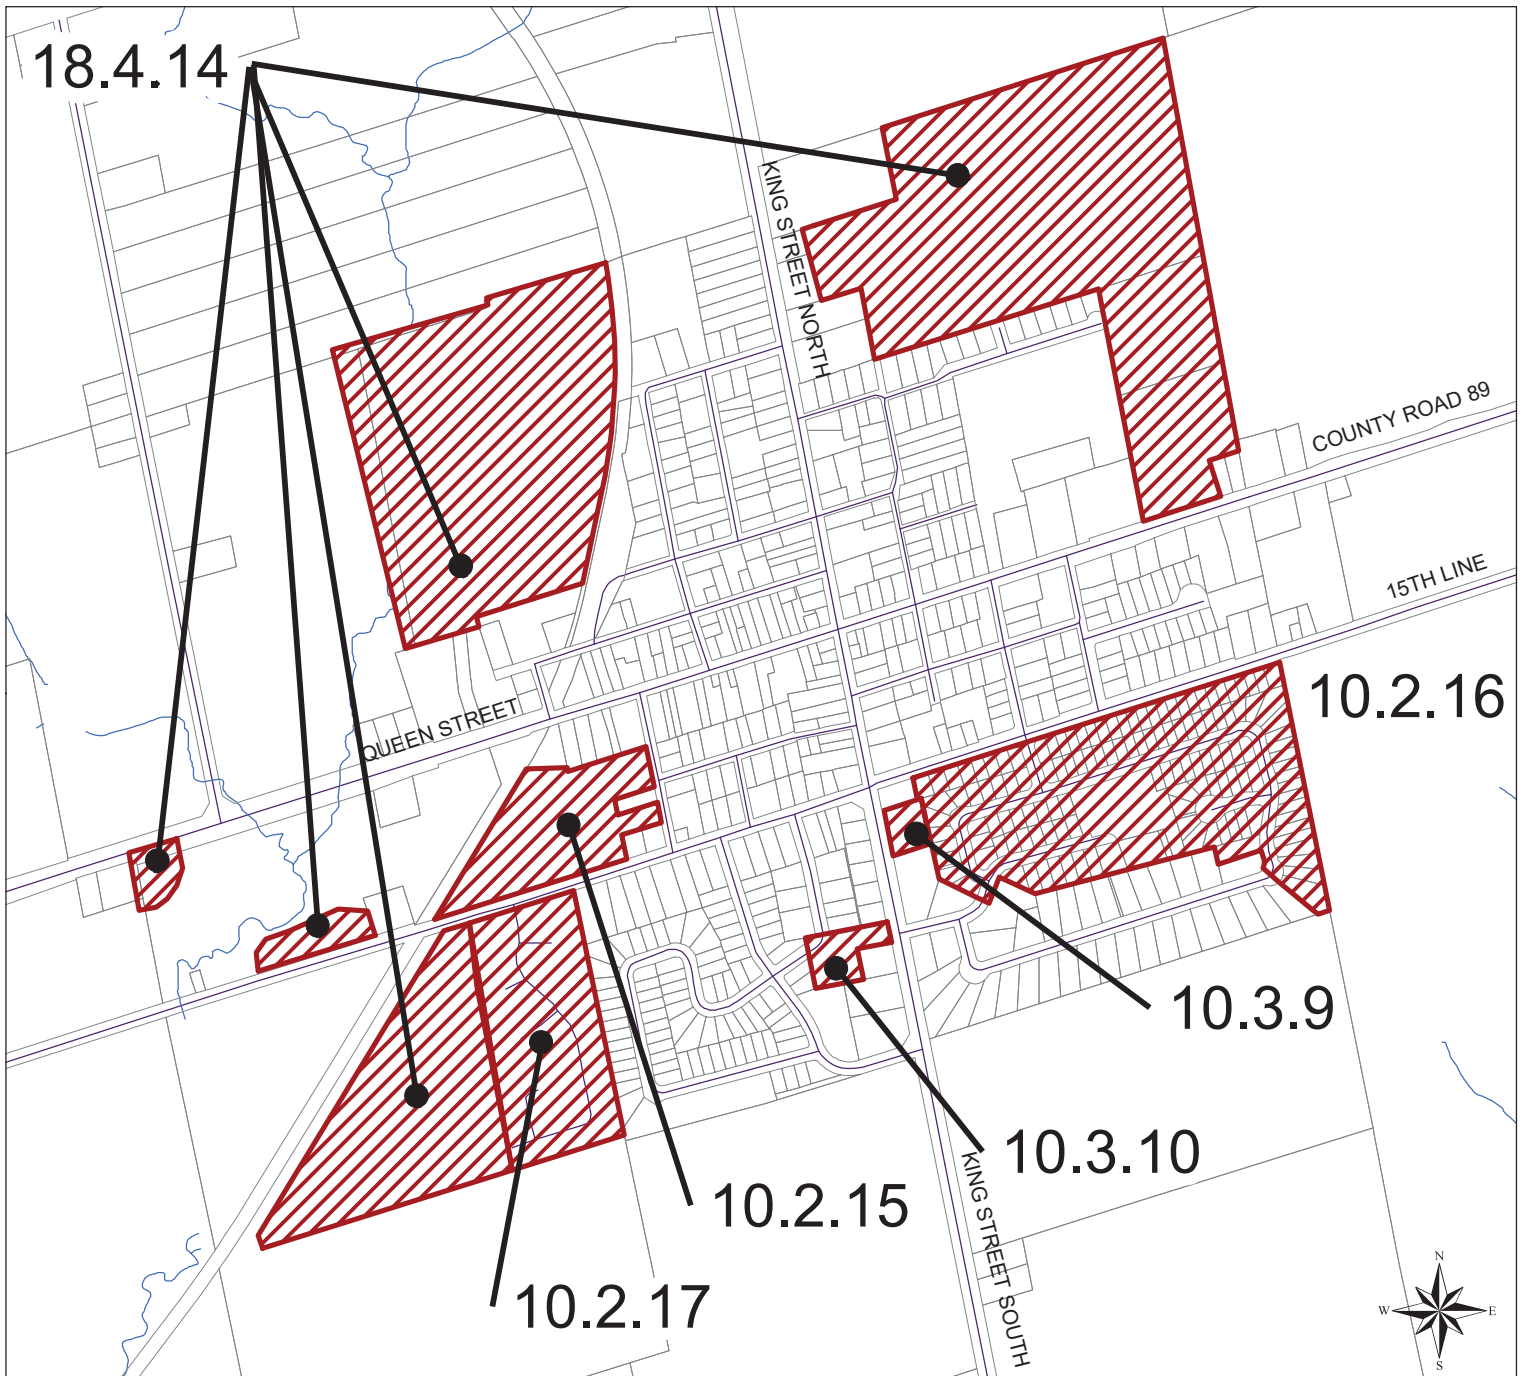 18.4.14
KING STREET NORTH
COUNTY ROAD 89
15TH LINE
10.2.16
QUEEN STREET
10.3.9
10.3.10
10.2.15
KING STREET SOUTH
10.2.17
N
W
E
S